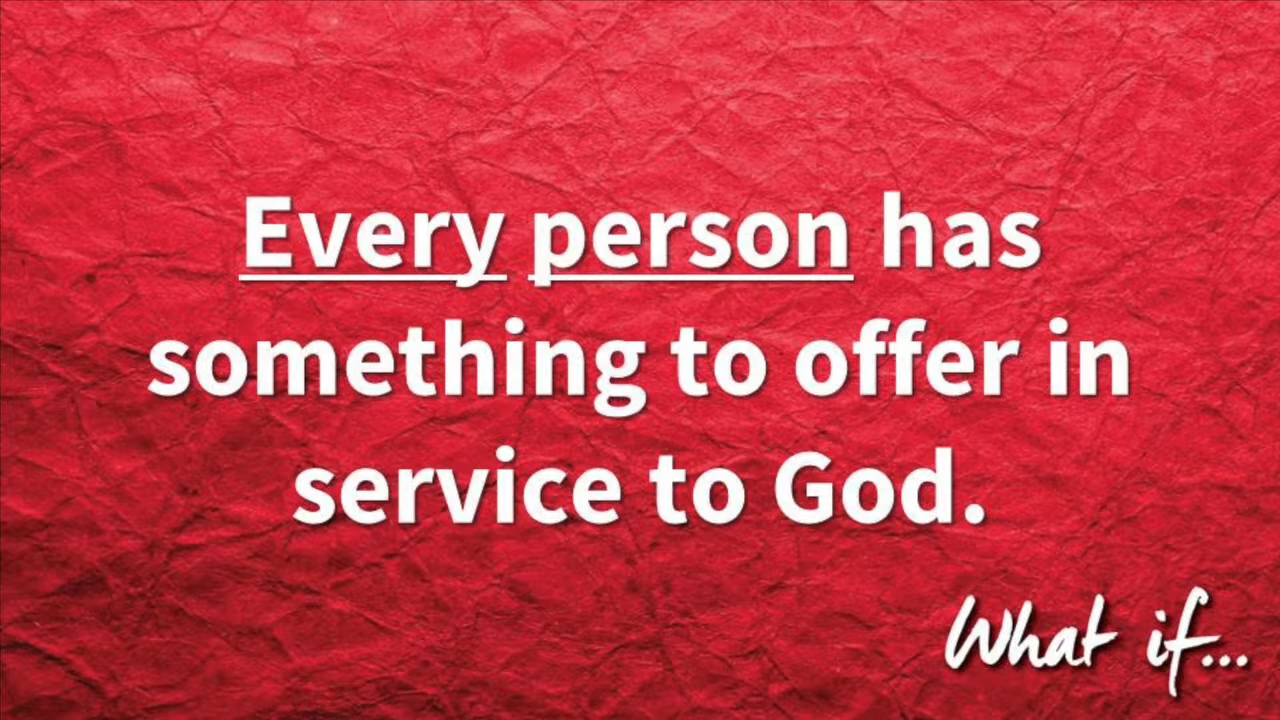 Every person has
something to offer in
service to God.
What if...